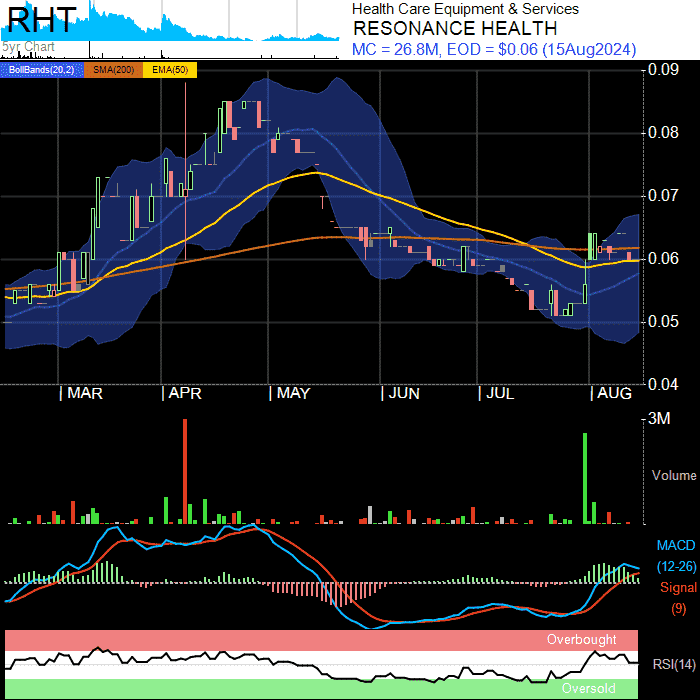 RHT
5yr Chart
Health Care Equipment & Services
RESONANCE HEALTH
MC = 26.8M, EOD = $0.06 (15Aug2024)
BollBands(20,2) SMA(200) EMA(50)
0.09
0.08
0.07
0.06
0.05
0.04
MAR APR MAY JUN JUL AUG
3M
Volume
MACD
(12-26)
Signal
(9)
Overbought
RSI(14)
Oversold